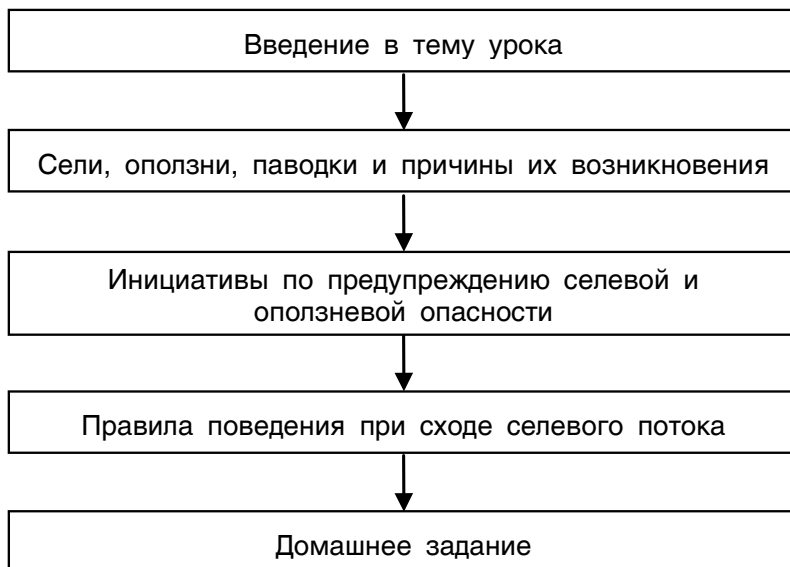 Введение в тему урока
Сели, оползни, паводки и причины их возникновения
Инициативы по предупреждению селевой и
оползневой опасности
Правила поведения при сходе селевого потока
Домашнее задание